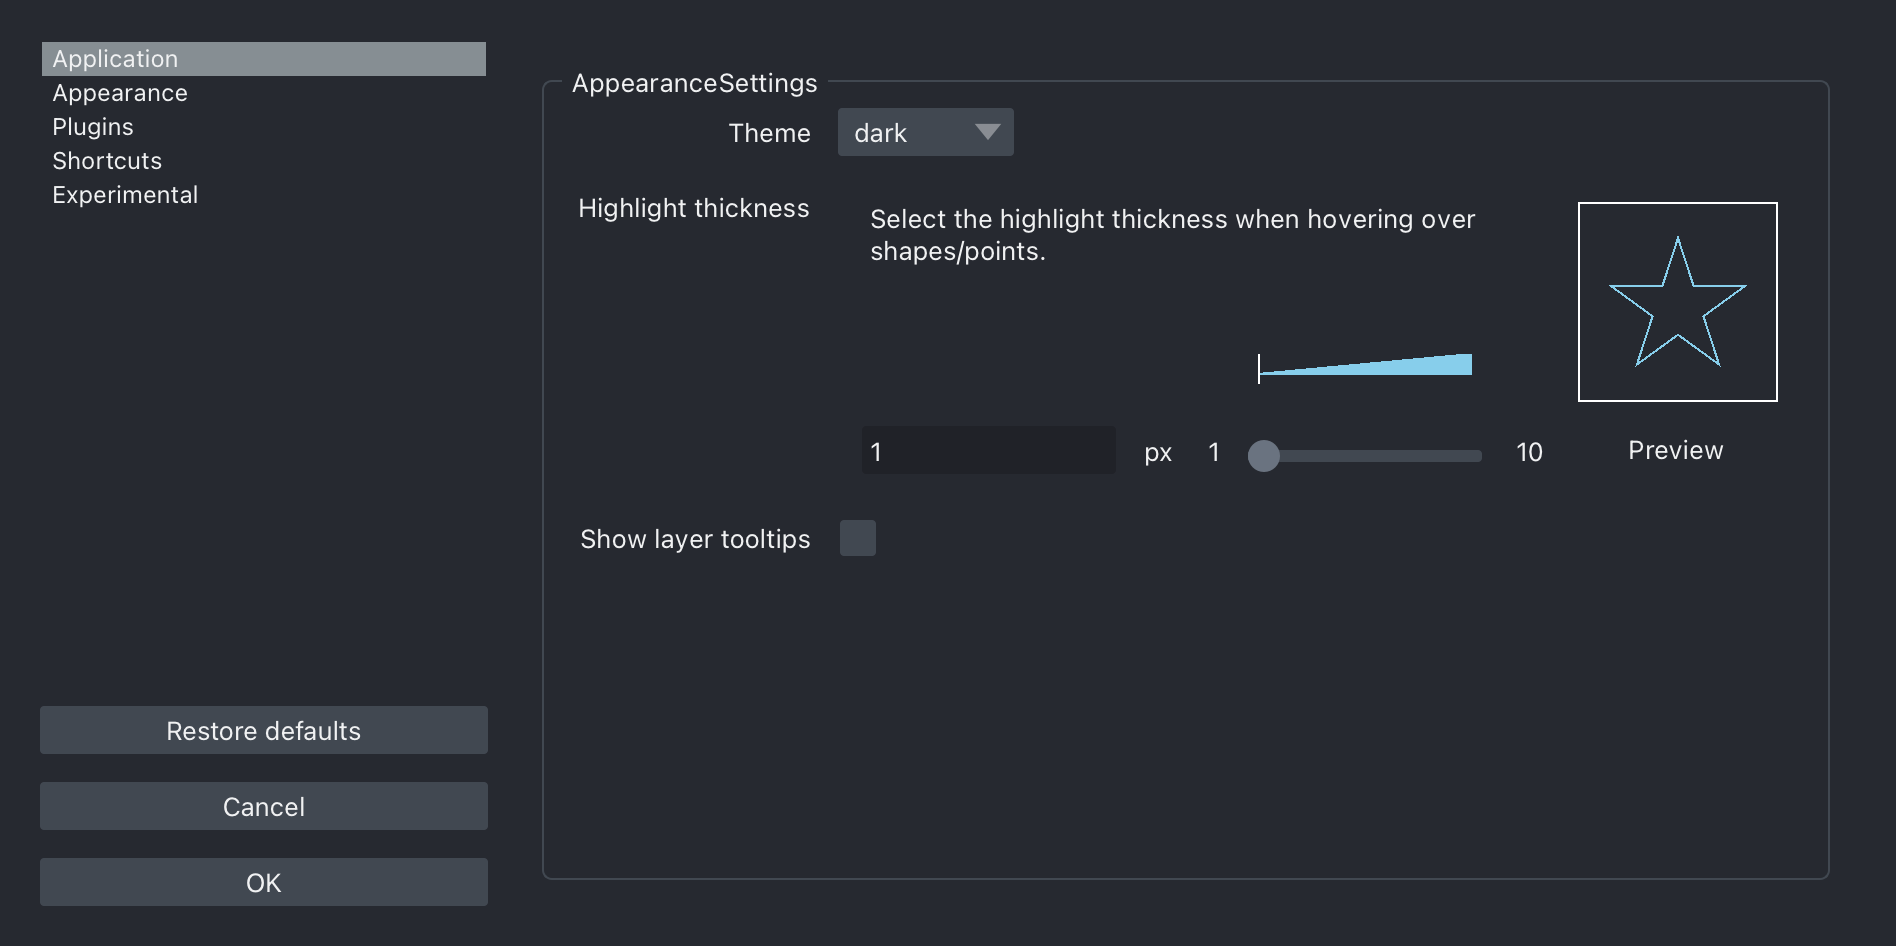 Application
Appearance
Plugins
Shortcuts
Experimental
Restore defaults
Cancel
OK
AppearanceSettings
Theme dark
Highlight thickness
Select the highlight thickness when hovering over
shapes/points.
1 px 1 10 Preview
Show layer tooltips